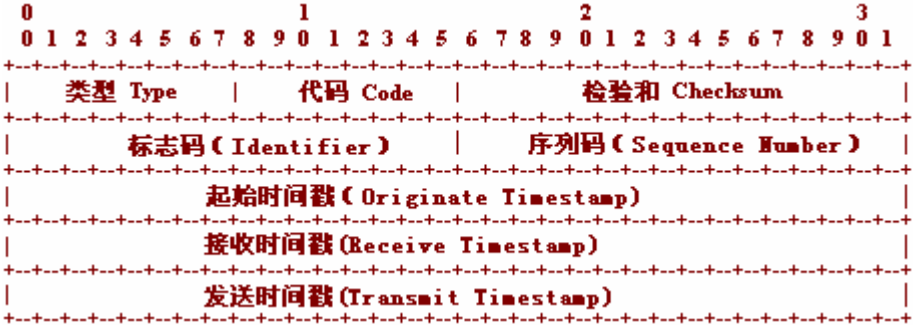 0 1 2 3
0 1 2 3 4 5 6 7 8 9 0 1 2 3 4 5 6 7 8 9 0 1 2 3 4 5 6 7 8 9 0 1
+--+--+--+--+--+--+--+--+--+--+--+--+--+--+--+--+--+--+--+--+--+--+--+--+--+--+--+--+--+--+--+--+
| 类型 Type | 代码 Code | 检验和 Checksum |
+--+--+--+--+--+--+--+--+--+--+--+--+--+--+--+--+--+--+--+--+--+--+--+--+--+--+--+--+--+--+--+--+
| 标志码(Identifier) | 序列码(Sequence Number) |
+--+--+--+--+--+--+--+--+--+--+--+--+--+--+--+--+--+--+--+--+--+--+--+--+--+--+--+--+--+--+--+--+
| 起始时间戳(Originate Timestamp) |
+--+--+--+--+--+--+--+--+--+--+--+--+--+--+--+--+--+--+--+--+--+--+--+--+--+--+--+--+--+--+--+--+
| 接收时间戳(Receive Timestamp) |
+--+--+--+--+--+--+--+--+--+--+--+--+--+--+--+--+--+--+--+--+--+--+--+--+--+--+--+--+--+--+--+--+
| 发送时间戳(Transmit Timestamp) |
+--+--+--+--+--+--+--+--+--+--+--+--+--+--+--+--+--+--+--+--+--+--+--+--+--+--+--+--+--+--+--+--+